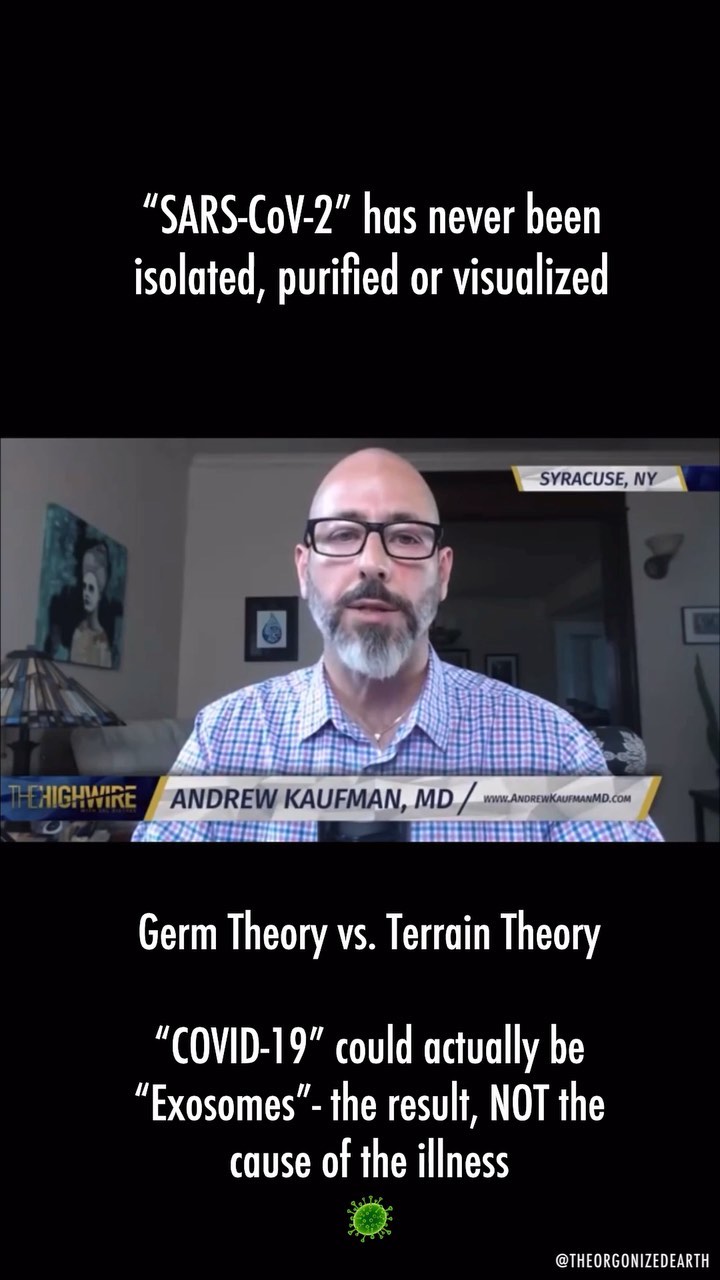 “SARS-CoV-2” has never been
isolated, purified or visualized
SYRACUSE, NY
THEHIGHWIRE
ANDREW KAUFMAN, MD / WWW.ANDREWKAUFMANMD.COM
Germ Theory vs. Terrain Theory
“COVID-19” could actually be
“Exosomes”- the result, NOT the
cause of the illness
@THEORGONIZEDEARTH